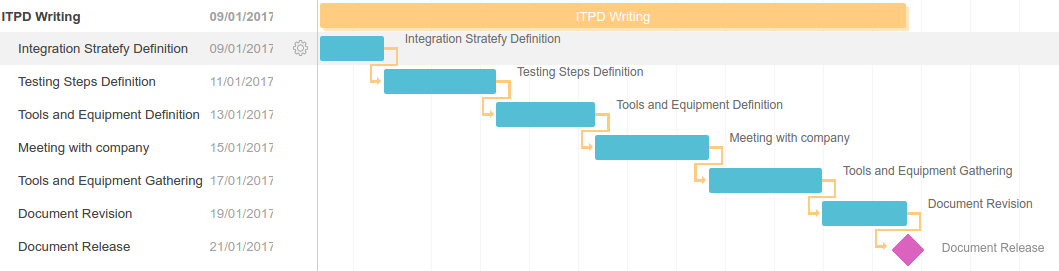 ITPD Writing 09/01/2017 ITPD Writing
Integration Stratefy Definition 09/01/2017 Integration Stratefy Definition
Testing Steps Definition 11/01/2017 Testing Steps Definition
Tools and Equipment Definition 13/01/2017 Tools and Equipment Definition
Meeting with company 15/01/2017 Meeting with company
Tools and Equipment Gathering 17/01/2017 Tools and Equipment Gathering
Document Revision 19/01/2017 Document Revision
Document Release 21/01/2017 Document Release